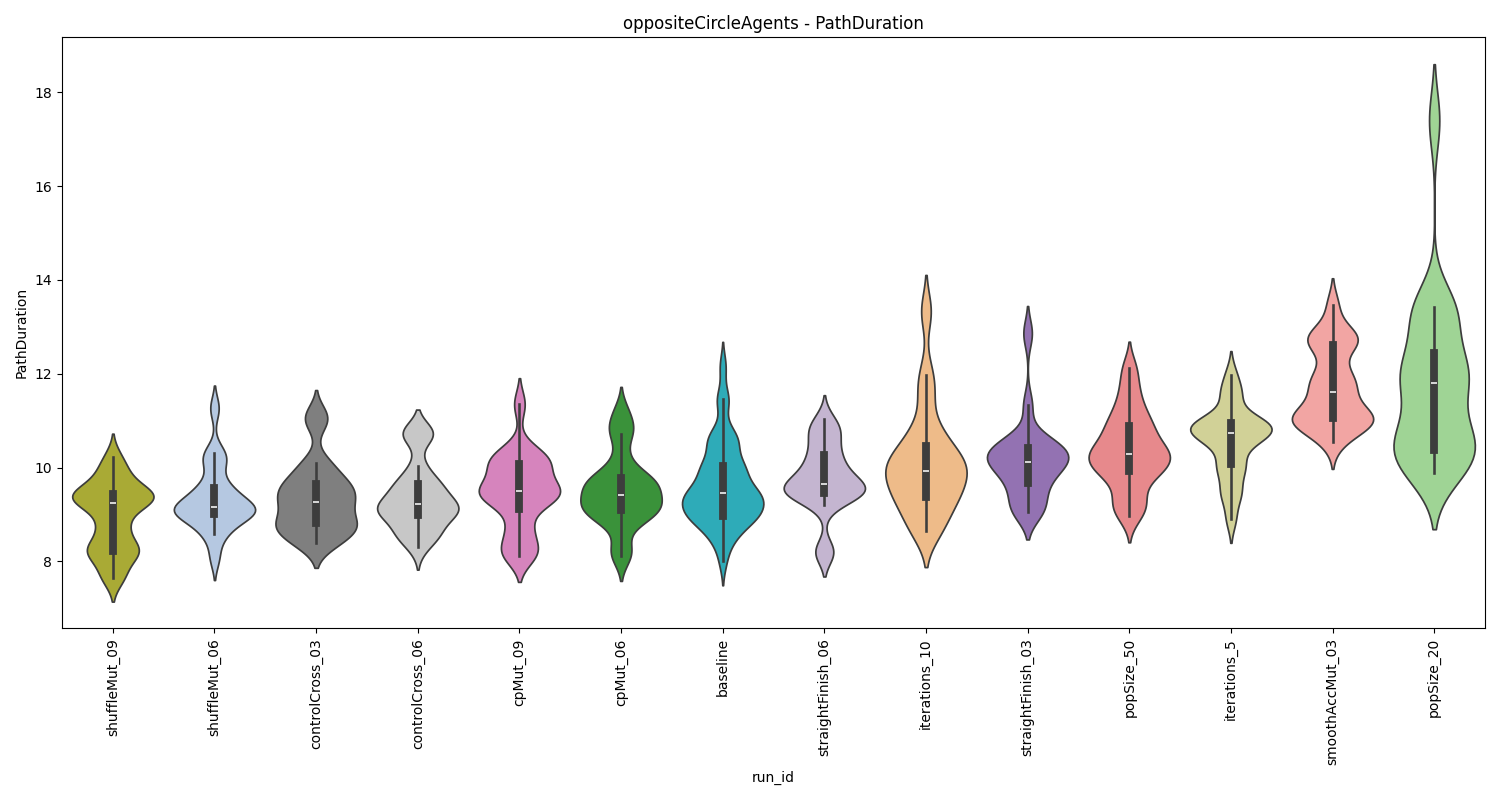 oppositeCircleAgents - PathDuration
PathDuration
18
16
14
12
10
8
shuffleMut_09
shuffleMut_06
controlCross_03
controlCross_06
cpMut_09
cpMut_06
baseline
straightFinish_06
iterations_10
straightFinish_03
popSize_50
iterations_5
smoothAccMut_03
popSize_20
run_id